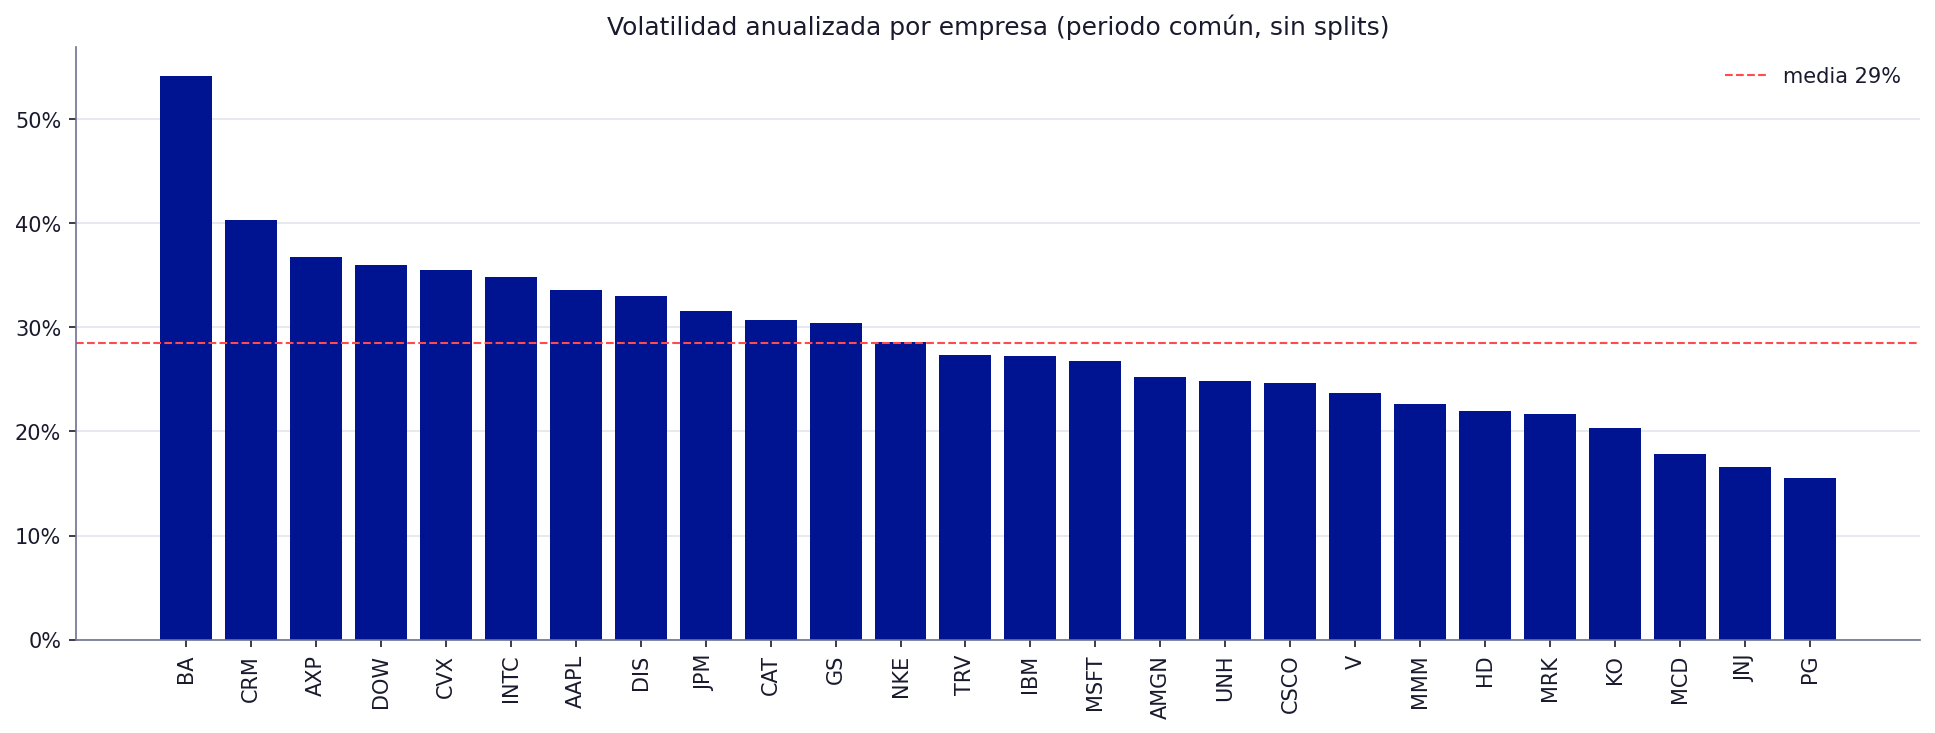 Volatilidad anualizada por empresa (periodo común, sin splits)
media 29%
50%
40%
30%
20%
10%
0%
BA
CRM
AXP
DOW
CVX
INTC
AAPL
DIS
JPM
CAT
GS
NKE
TRV
IBM
MSFT
AMGN
UNH
CSCO
V
MMM
HD
MRK
KO
MCD
JNJ
PG